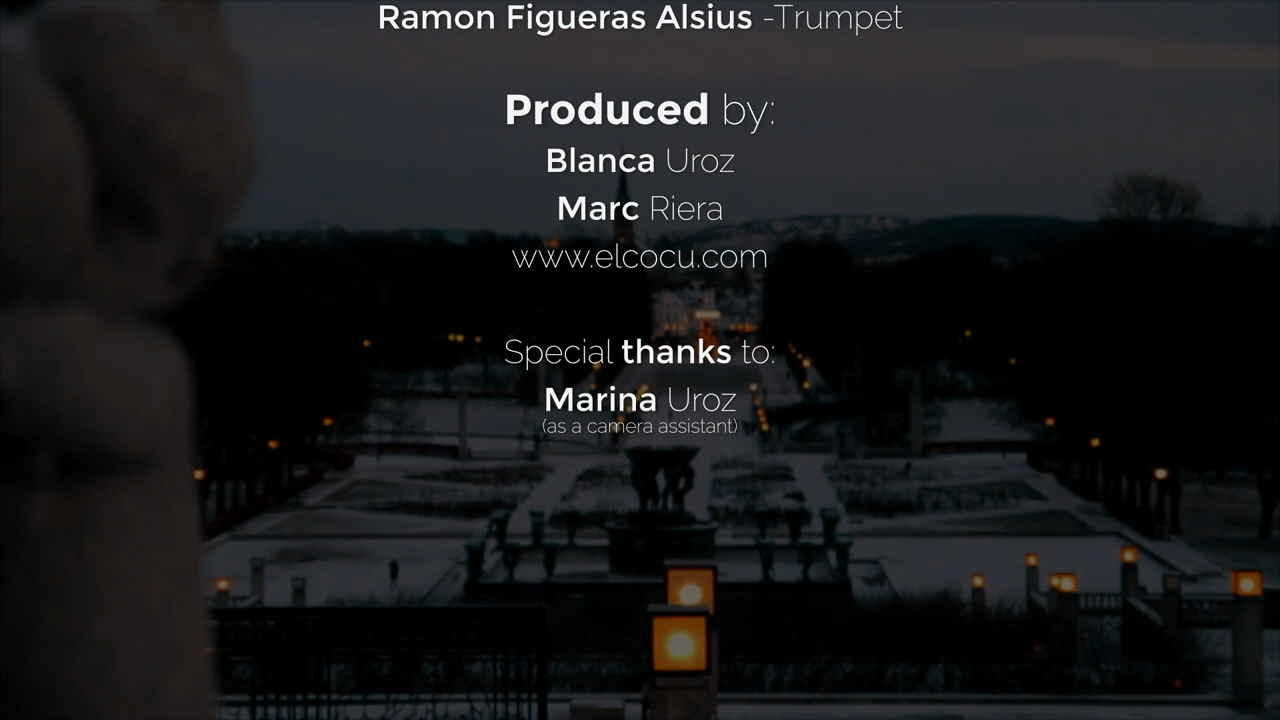 Ramon Figueras Alsius -Trumpet
Produced by:
Blanca Uroz
Marc Riera
www.elcocu.com
Special thanks to:
Marina Uroz
(as a camera assistant)